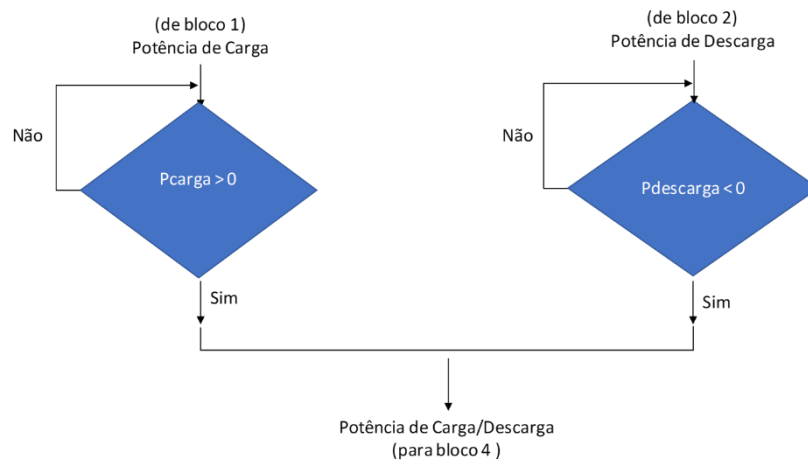 (de bloco 1)
Potência de Carga
(de bloco 2)
Potência de Descarga
Não
Não
Pcarga > 0
Pdescarga < 0
Sim
Sim
Potência de Carga/Descarga
(para bloco 4 )